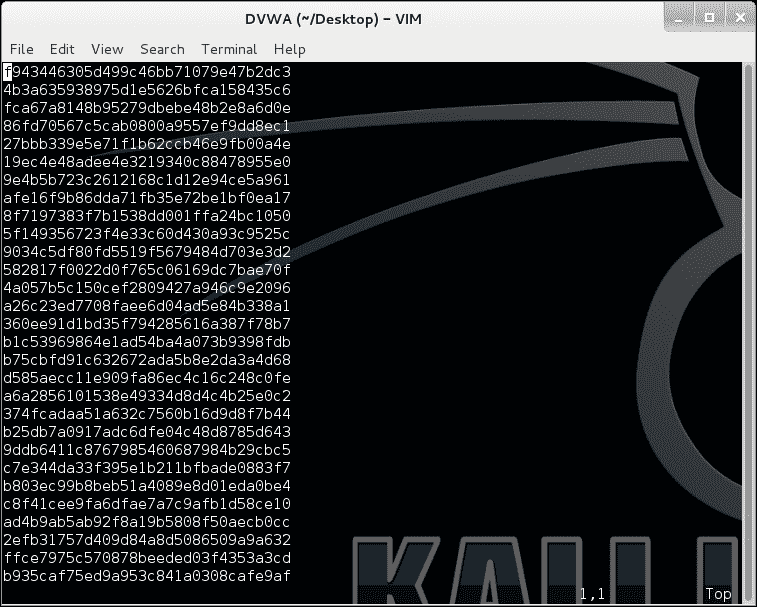 DVWA (~/Desktop) - VIM
File Edit View Search Terminal Help
f943446305d499c46bb71079e47b2dc3
4b3a635938975d1e5626bfca158435c6
fca67a8148b95279dbebe48b2e8a6d0e
86fd70567c5cab0800a9557ef9dd8ec1
27bbb339e5e71f1b62ccb46e9fb00a4e
19ec4e48adee4e3219340c88478955e0
9e4b5b723c2612168c1d12e94ce5a961
afe16f9b86dda71fb35e72be1bf0ea17
8f7197383f7b1538dd001ffa24bc1050
5f149356723f4e33c60d430a93c9525c
9034c5df80fd5519f5679484d703e3d2
582817f0022d0f765c06169dc7bae70f
4a057b5c150cef2809427a946c9e2096
a26c23ed7708faee6d04ad5e84b338a1
360ee91d1bd35f794285616a387f78b7
b1c53969864e1ad54ba4a073b9398fdb
b75cbfd91c632672ada5b8e2da3a4d68
d585aecc11e909fa86ec4c16c248c0fe
a6a2856101538e49334d8d4c4b25e0c2
374fcadaa51a632c7560b16d9d8f7b44
b25db7a0917adc6dfe04c48d8785d643
9ddb6411c8767985460687984b29cbc5
c7e344da33f395e1b211bfbade0883f7
b803ec99b8beb51a4089e8d01eda0be4
c8f41cee9fa6dfae7a7c9afb1d58ce10
ad4b9ab5ab92f8a19b5808f50aecb0cc
2efb31757d409d84a8d5086509a9a632
ffce7975c570878beeded03f4353a3cd
b935caf75ed9a953c841a0308cafe9af
1,1 Top